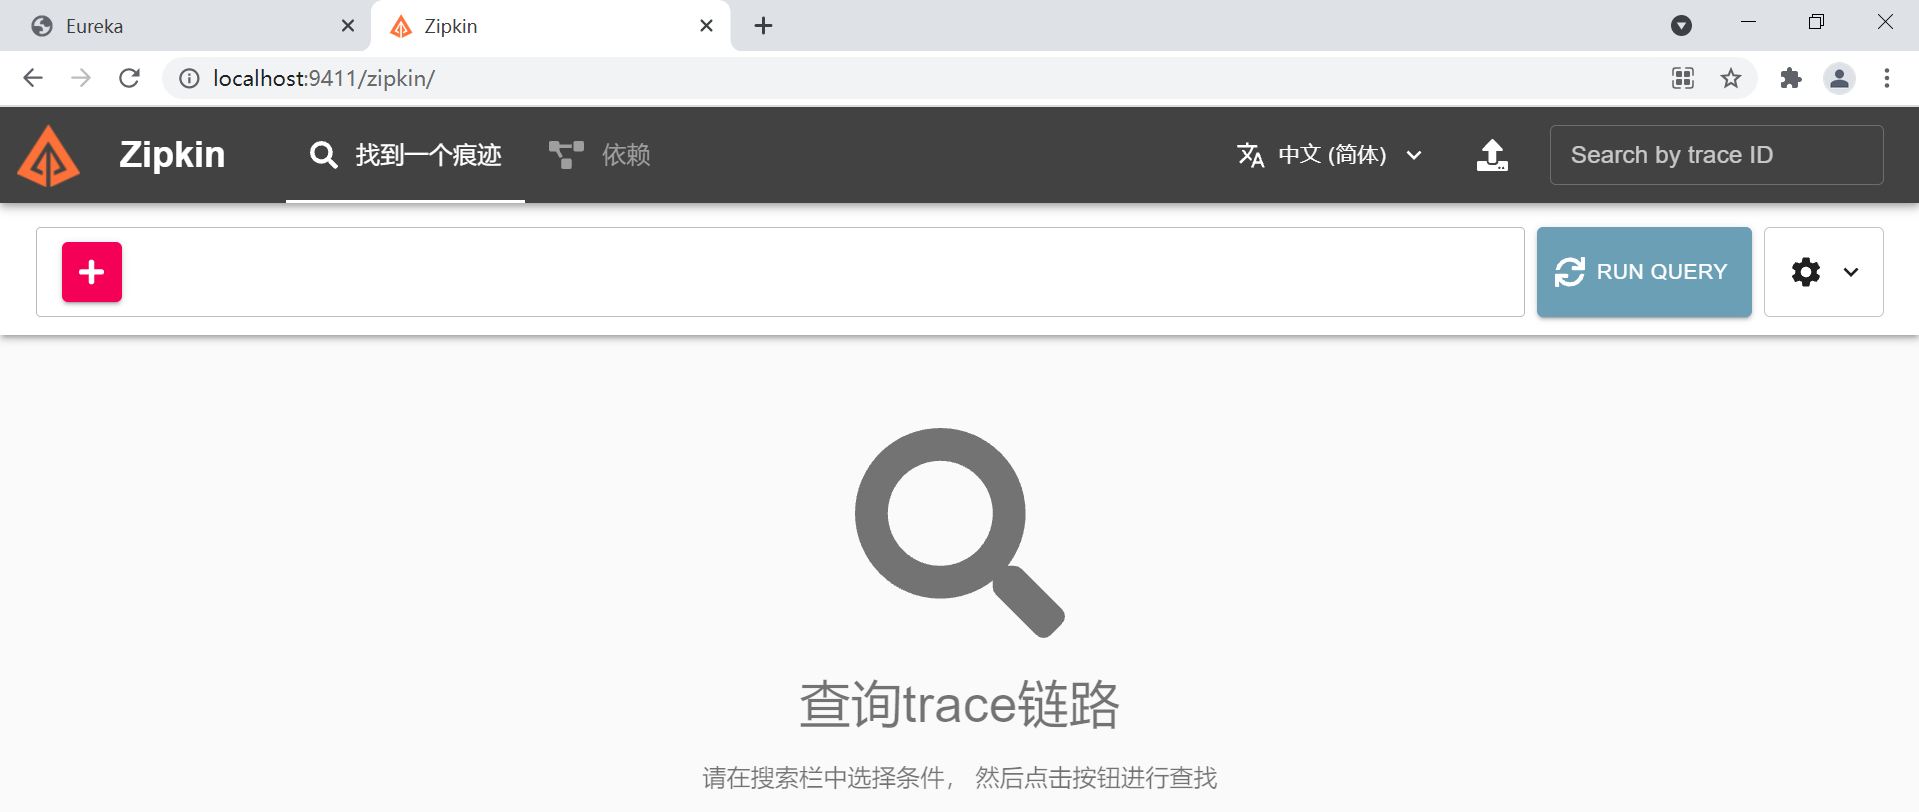 Eureka
Zipkin
localhost:9411/zipkin/
Zipkin
找到一个痕迹
依赖
中文 (简体)
Search by trace ID
RUN QUERY
查询trace链路
请在搜索栏中选择条件， 然后点击按钮进行查找